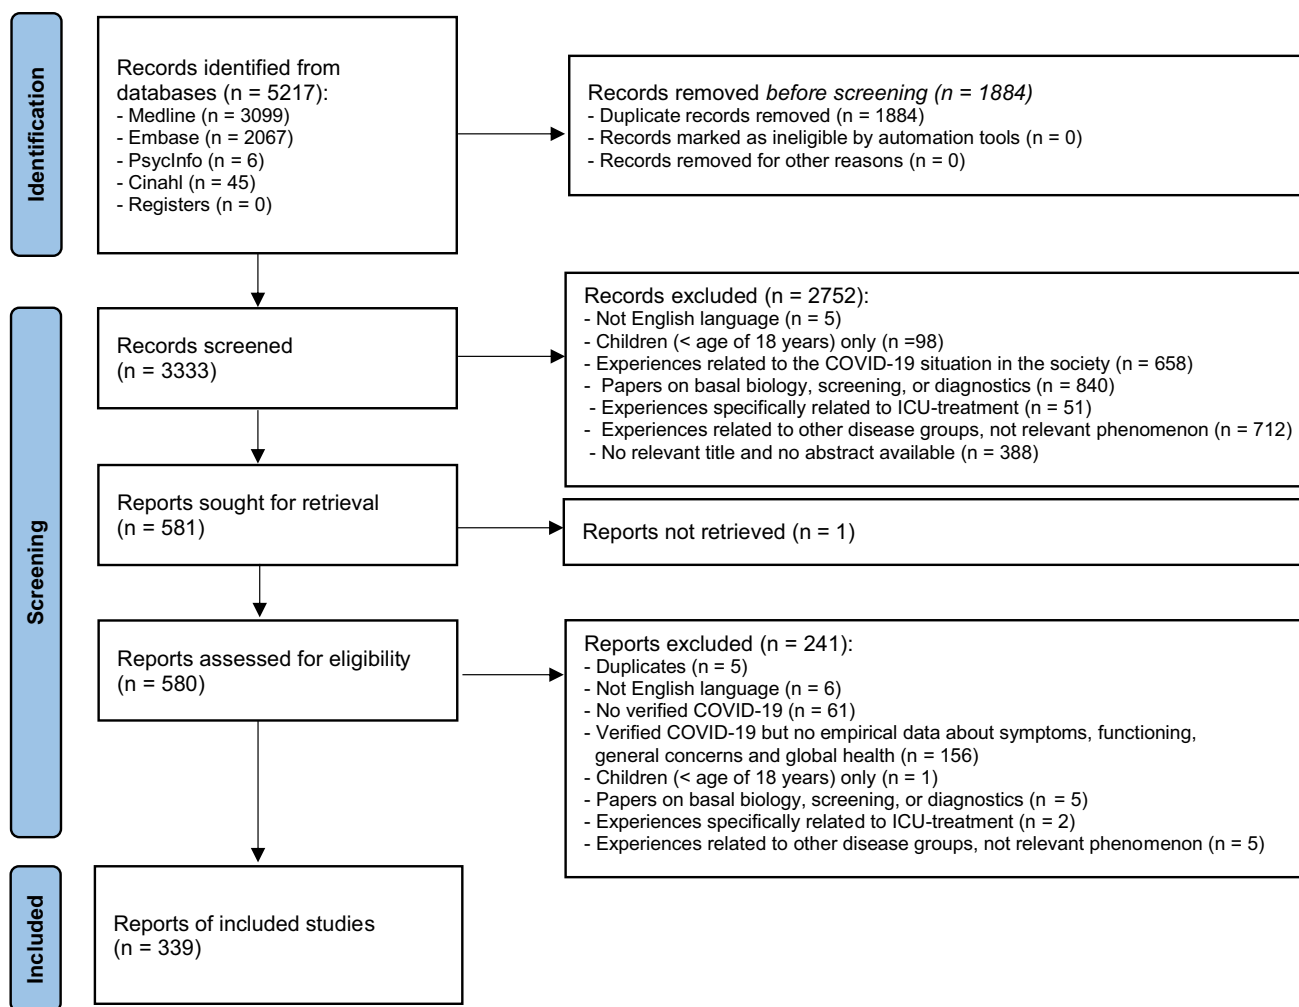 Identification
Records identified from
databases (n = 5217):
- Medline (n = 3099)
- Embase (n = 2067)
- PsycInfo (n = 6)
- Cinahl (n = 45)
- Registers (n = 0)
Records removed before screening (n = 1884)
- Duplicate records removed (n = 1884)
- Records marked as ineligible by automation tools (n = 0)
- Records removed for other reasons (n = 0)
Screening
Records screened
(n = 3333)
Records excluded (n = 2752):
- Not English language (n = 5)
- Children (< age of 18 years) only (n =98)
- Experiences related to the COVID-19 situation in the society (n = 658)
- Papers on basal biology, screening, or diagnostics (n = 840)
- Experiences specifically related to ICU-treatment (n = 51)
- Experiences related to other disease groups, not relevant phenomenon (n = 712)
- No relevant title and no abstract available (n = 388)
Reports sought for retrieval
(n = 581)
Reports not retrieved (n = 1)
Reports assessed for eligibility
(n = 580)
Reports excluded (n = 241):
- Duplicates (n = 5)
- Not English language (n = 6)
- No verified COVID-19 (n = 61)
- Verified COVID-19 but no empirical data about symptoms, functioning,
general concerns and global health (n = 156)
- Children (< age of 18 years) only (n = 1)
- Papers on basal biology, screening, or diagnostics (n = 5)
- Experiences specifically related to ICU-treatment (n = 2)
- Experiences related to other disease groups, not relevant phenomenon (n = 5)
Included
Reports of included studies
(n = 339)